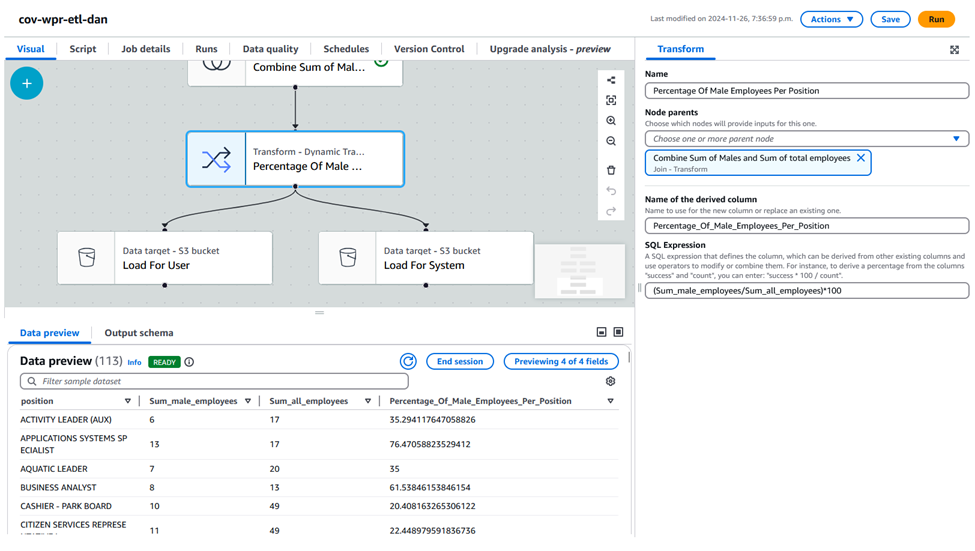 cov-wpr-etl-dan
Last modified on 2024-11-26, 7:36:59 p.m.
Actions
Save
Run
Visual
Script
Job details
Runs
Data quality
Schedules
Version Control
Upgrade analysis - preview
Combine Sum of Mal...
Transform - Dynamic Tra...
Percentage Of Male ...
Data target - S3 bucket
Load For User
Data target - S3 bucket
Load For System
Transform
Name
Percentage Of Male Employees Per Position
Node parents
Choose which nodes will provide inputs for this one.
Choose one or more parent node
Combine Sum of Males and Sum of total employees
Join - Transform
Name of the derived column
Name to use for the new column or replace an existing one.
Percentage_Of_Male_Employees_Per_Position
SQL Expression
A SQL expression that defines the column, which can be derived from other existing columns and
use operators to modify or combine them. For instance, to derive a percentage from the columns
"success" and "count", you can enter: "success * 100 / count".
(Sum_male_employees/Sum_all_employees)*100
Data preview
Output schema
Data preview (113) Info READY
End session
Previewing 4 of 4 fields
Filter sample dataset
position Sum_male_employees Sum_all_employees Percentage_Of_Male_Employees_Per_Position
ACTIVITY LEADER (AUX) 6 17 35.294117647058826
APPLICATIONS SYSTEMS SP
ECIALIST 13 17 76.47058823529412
AQUATIC LEADER 7 20 35
BUSINESS ANALYST 8 13 61.53846153846154
CASHIER - PARK BOARD 10 49 20.408163265306122
CITIZEN SERVICES REPRESE
11 49 22.448979591836736